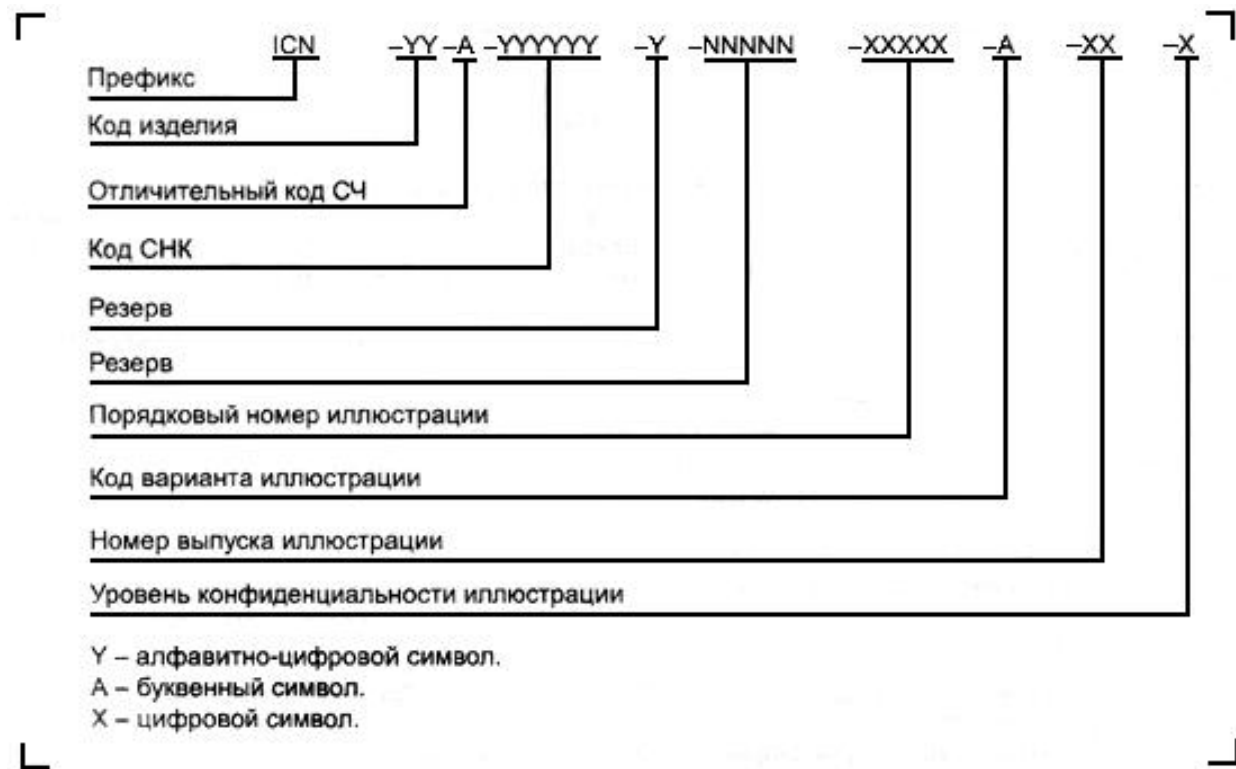 ICN –YY –A –YYYYYY –Y –NNNNN –XXXXX –A –XX –X
Префикс
Код изделия
Отличительный код СЧ
Код СНК
Резерв
Резерв
Порядковый номер иллюстрации
Код варианта иллюстрации
Номер выпуска иллюстрации
Уровень конфиденциальности иллюстрации
Y – алфавитно-цифровой символ.
A – буквенный символ.
X – цифровой символ.